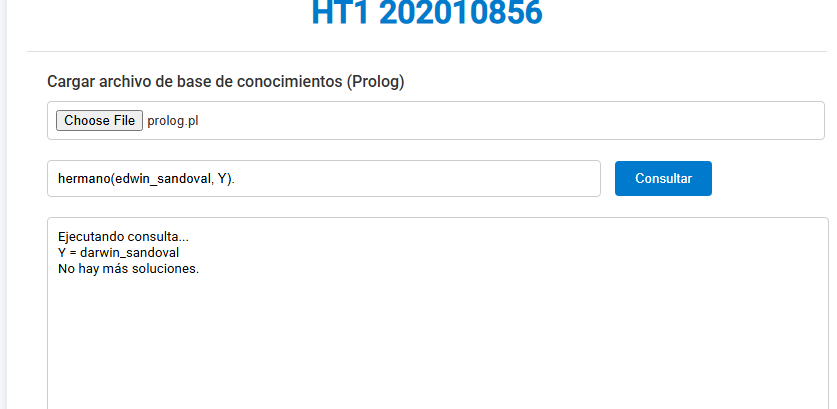 HT1 202010856
Cargar archivo de base de conocimientos (Prolog)
Choose File prolog.pl
hermano(edwin_sandoval, Y).
Consultar
Ejecutando consulta...
Y = darwin_sandoval
No hay más soluciones.